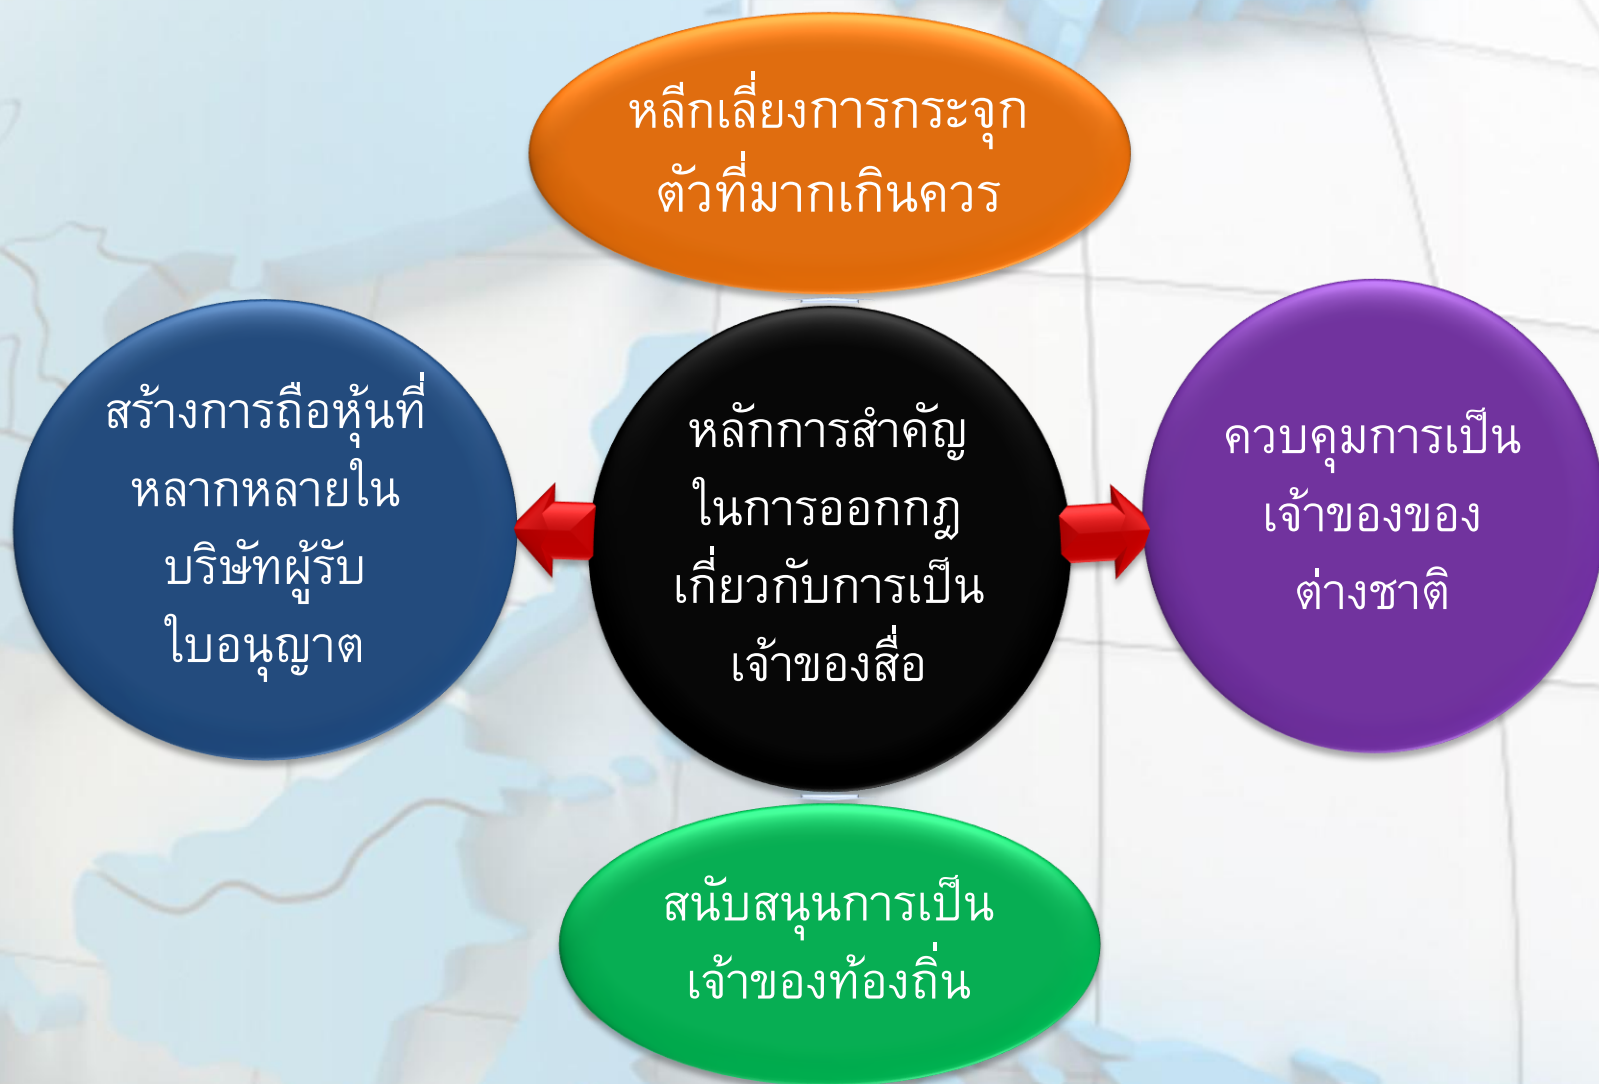 หลีกเลี่ยงการกระจุก
ตัวที่มากเกินควร
สร้างการถือหุ้นที่
หลากหลายใน
บริษัทผู้รับ
ใบอนุญาต
หลักการสำคัญ
ในการออกกฎ
เกี่ยวกับการเป็น
เจ้าของสื่อ
ควบคุมการเป็น
เจ้าของของ
ต่างชาติ
สนับสนุนการเป็น
เจ้าของท้องถิ่น